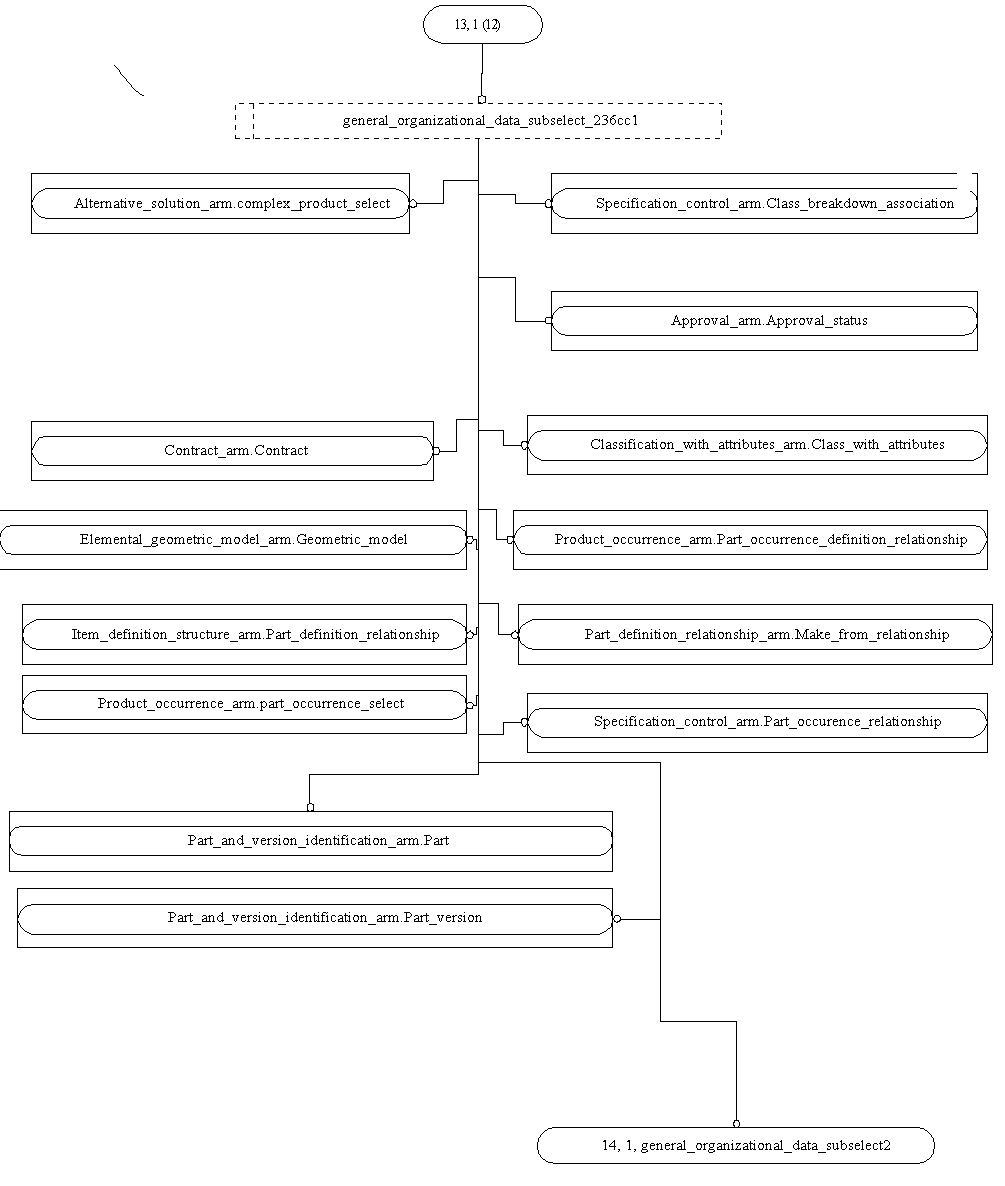 13, 1 (12)
general_organizational_data_subselect_236cc1
Alternative_solution_arm.complex_product_select
Specification_control_arm.Class_breakdown_association
Approval_arm.Approval_status
Contract_arm.Contract
Classification_with_attributes_arm.Class_with_attributes
Elemental_geometric_model_arm.Geometric_model
Product_occurrence_arm.Part_occurrence_definition_relationship
Item_definition_structure_arm.Part_definition_relationship
Part_definition_relationship_arm.Make_from_relationship
Product_occurrence_arm.part_occurrence_select
Specification_control_arm.Part_occurence_relationship
Part_and_version_identification_arm.Part
Part_and_version_identification_arm.Part_version
14, 1, general_organizational_data_subselect2